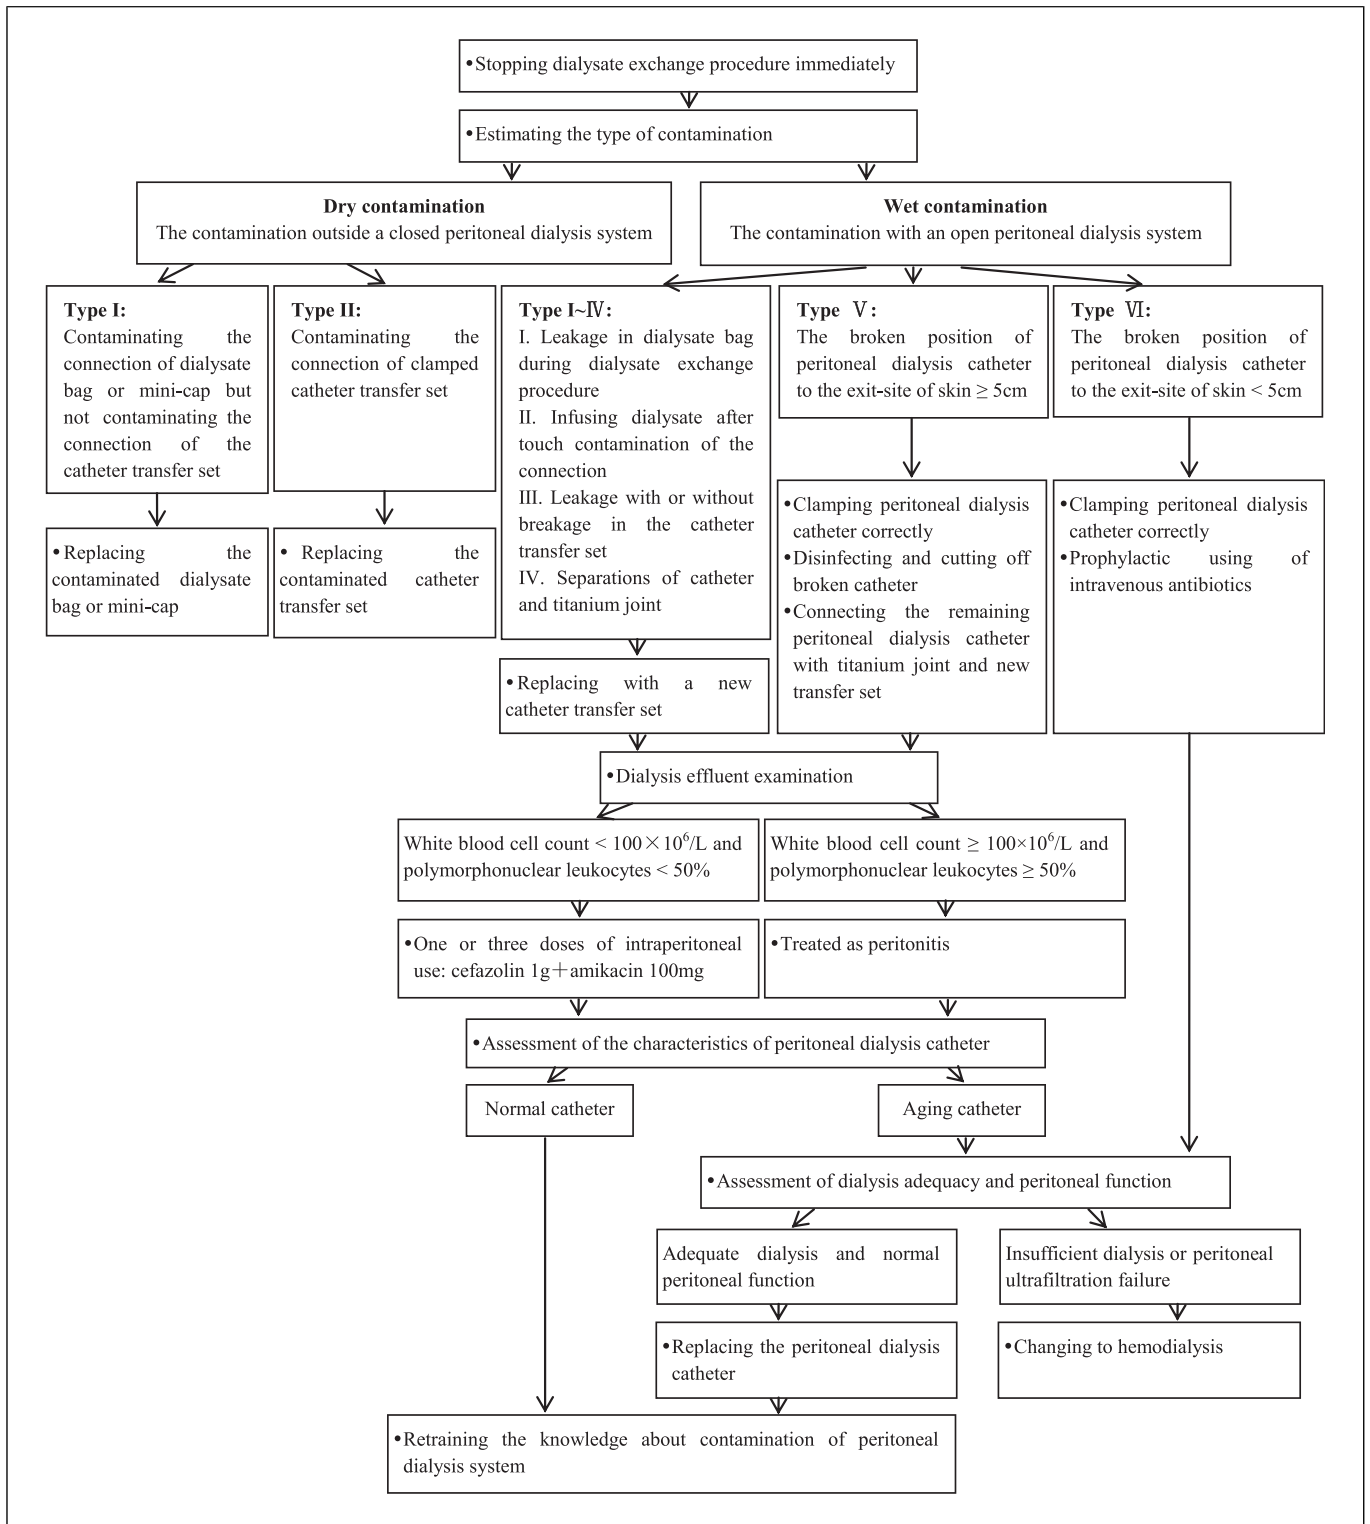 •Stopping dialysate exchange procedure immediately
•Estimating the type of contamination
Dry contamination
The contamination outside a closed peritoneal dialysis system
Wet contamination
The contamination with an open peritoneal dialysis system
Type I:
Contaminating the
connection of dialysate
bag or mini-cap but
not contaminating the
connection of the
catheter transfer set
Type II:
Contaminating the
connection of clamped
catheter transfer set
Type I~Ⅳ:
I. Leakage in dialysate bag
during dialysate exchange
procedure
II. Infusing dialysate after
touch contamination of the
connection
III. Leakage with or without
breakage in the catheter
transfer set
IV. Separations of catheter
and titanium joint
Type Ⅴ:
The broken position of
peritoneal dialysis catheter
to the exit-site of skin ≥ 5cm
Type Ⅵ:
The broken position of
peritoneal dialysis catheter
to the exit-site of skin < 5cm
•Replacing the
contaminated dialysate
bag or mini-cap
• Replacing the
contaminated catheter
transfer set
•Clamping peritoneal dialysis
catheter correctly
•Disinfecting and cutting off
broken catheter
•Connecting the remaining
peritoneal dialysis catheter
with titanium joint and new
transfer set
•Clamping peritoneal dialysis
catheter correctly
•Prophylactic using of
intravenous antibiotics
•Replacing with a new
catheter transfer set
•Dialysis effluent examination
White blood cell count < 100×10⁶/L and
polymorphonuclear leukocytes < 50%
White blood cell count ≥ 100×10⁶/L and
polymorphonuclear leukocytes ≥ 50%
•One or three doses of intraperitoneal
use: cefazolin 1g+amikacin 100mg
•Treated as peritonitis
•Assessment of the characteristics of peritoneal dialysis catheter
Normal catheter
Aging catheter
•Assessment of dialysis adequacy and peritoneal function
Adequate dialysis and normal
peritoneal function
Insufficient dialysis or peritoneal
ultrafiltration failure
•Replacing the peritoneal dialysis
catheter
•Changing to hemodialysis
•Retraining the knowledge about contamination of peritoneal
dialysis system